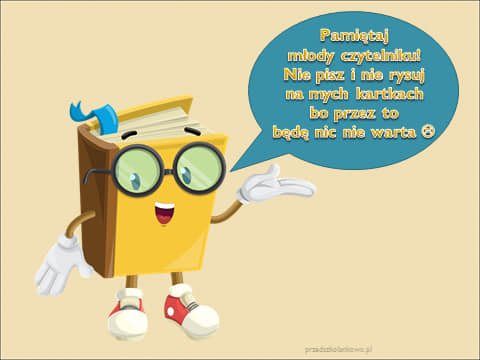 Pamiętaj
młody czytelniku!
Nie pisz i nie rysuj
na mych kartkach
bo przez to
będę nic nie warta ☹
przedszkolankowo.pl